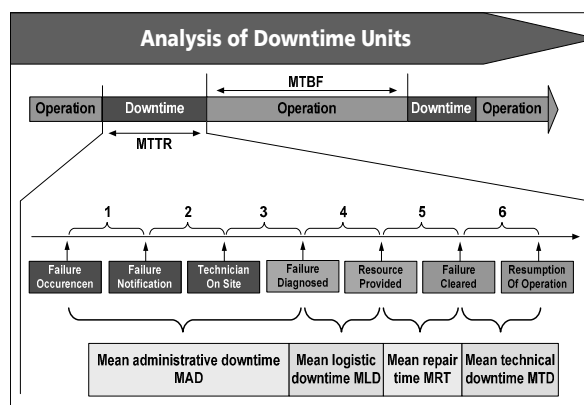 Analysis of Downtime Units
MTBF
Operation
Downtime
Operation
Downtime
Operation
MTTR
1
2
3
4
5
6
Failure
Occurencen
Failure
Notification
Technician
On Site
Failure
Diagnosed
Resource
Provided
Failure
Cleared
Resumption
Of Operation
Mean administrative downtime
MAD
Mean logistic
downtime MLD
Mean repair
time MRT
Mean technical
downtime MTD